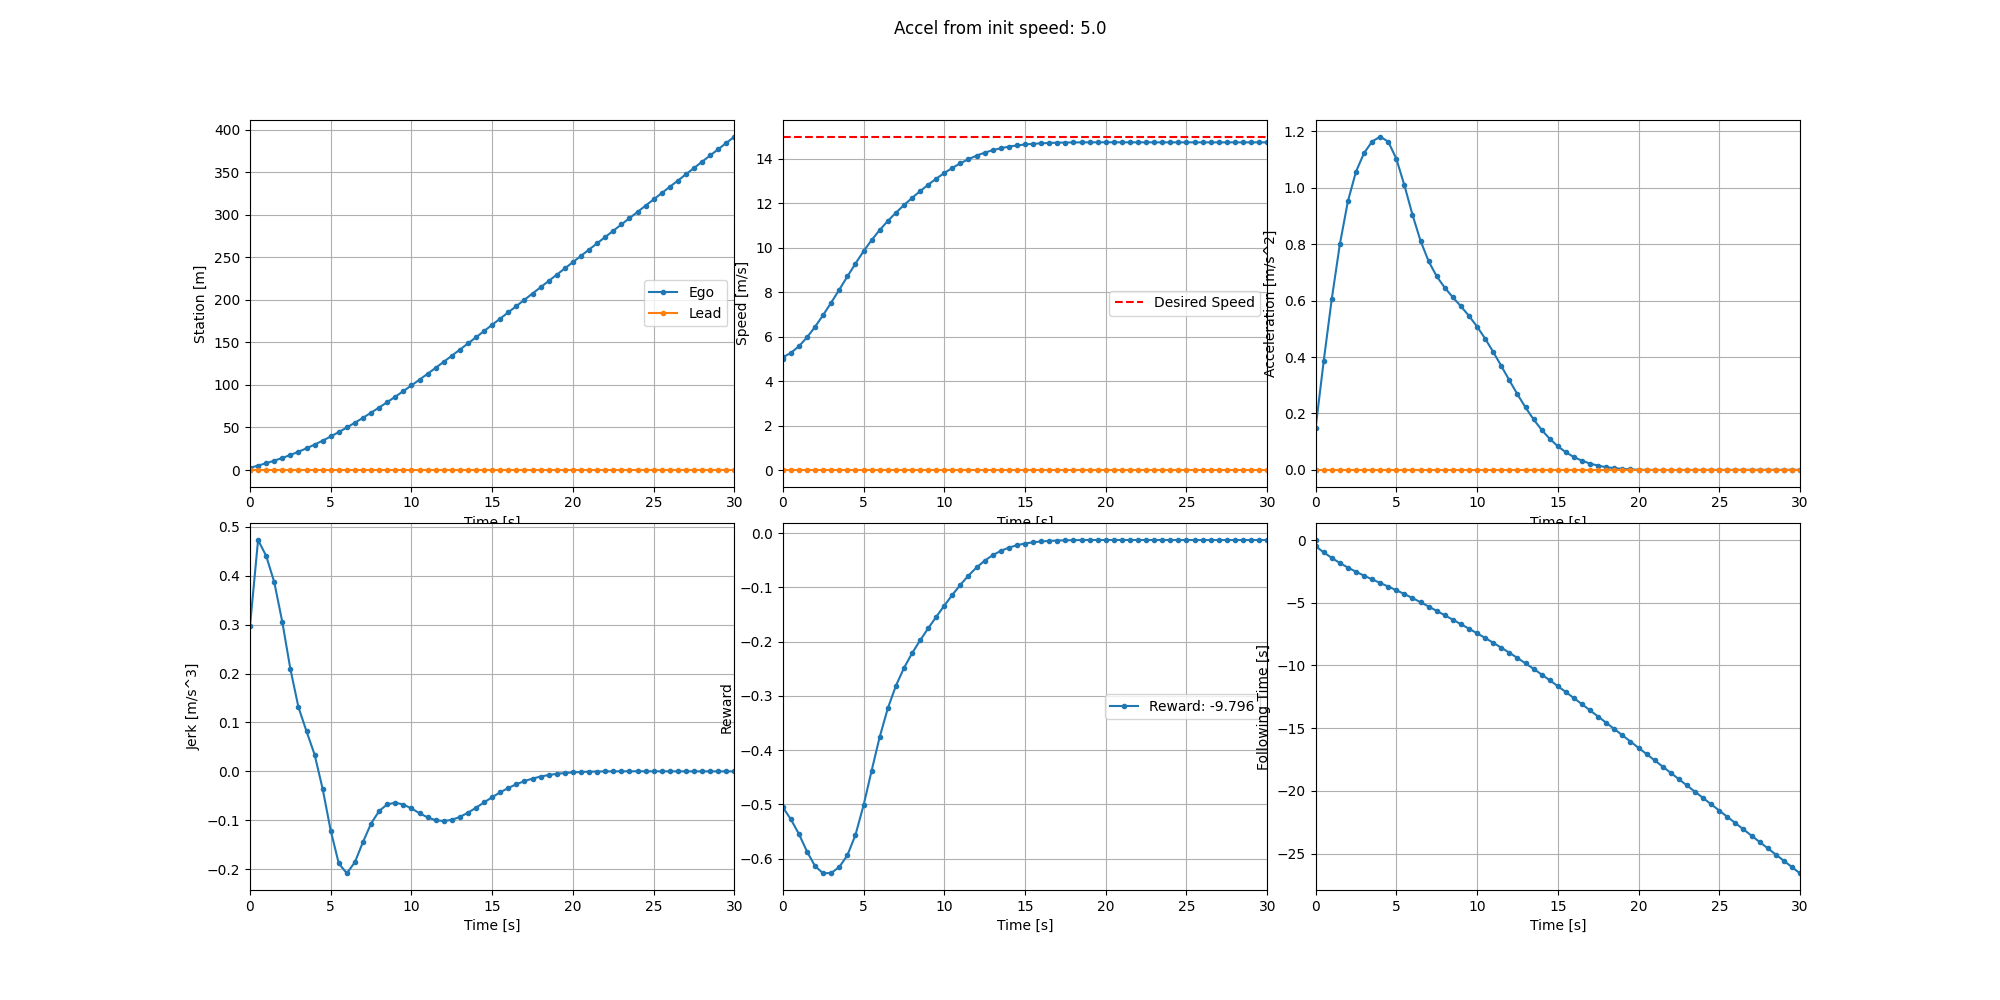 Accel from init speed: 5.0
Station [m]
400
350
300
250
200
150
100
50
0
0 5 10 15 20 25 30
Time [s]
Ego
Lead
Speed [m/s]
14
12
10
8
6
4
2
0
0 5 10 15 20 25 30
Time [s]
Desired Speed
Acceleration [m/s^2]
1.2
1.0
0.8
0.6
0.4
0.2
0.0
0 5 10 15 20 25 30
Time [s]
Jerk [m/s^3]
0.5
0.4
0.3
0.2
0.1
0.0
−0.1
−0.2
0 5 10 15 20 25 30
Time [s]
Reward
0.0
−0.1
−0.2
−0.3
−0.4
−0.5
−0.6
0 5 10 15 20 25 30
Time [s]
Reward: -9.796
Following Time [s]
0
−5
−10
−15
−20
−25
0 5 10 15 20 25 30
Time [s]